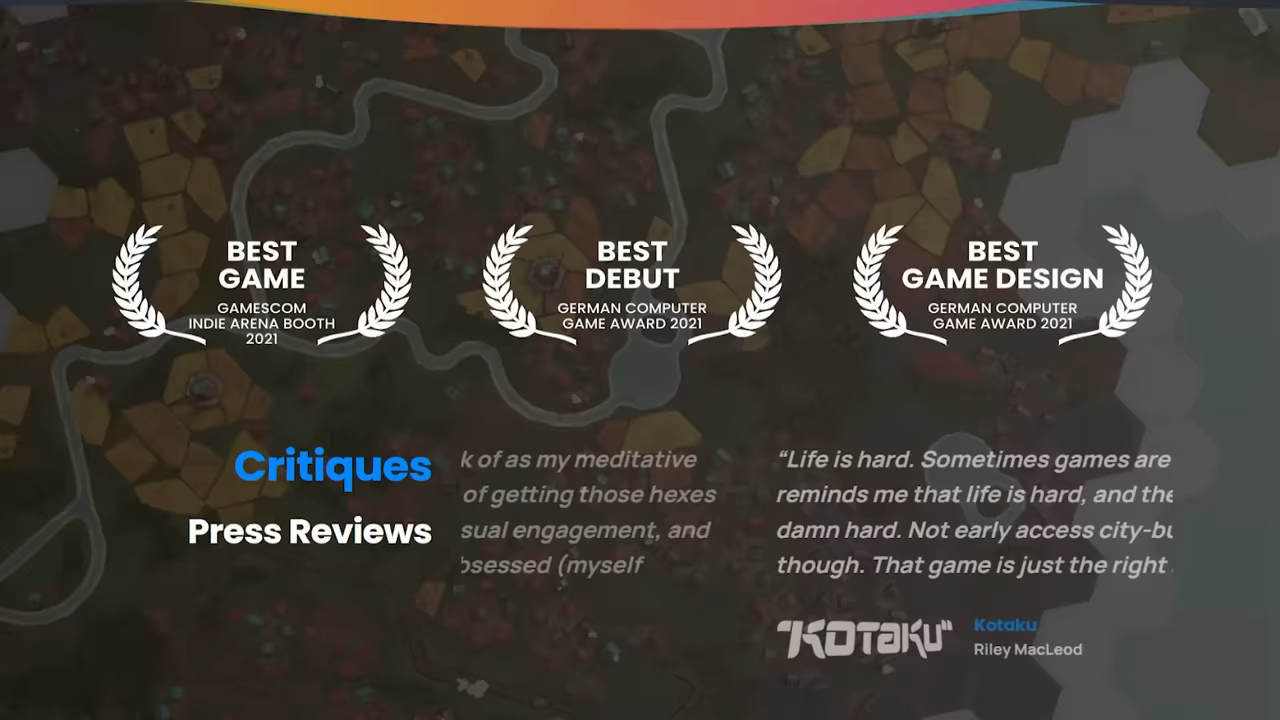 BEST
GAME
GAMESCOM
INDIE ARENA BOOTH
2021
BEST
DEBUT
GERMAN COMPUTER
GAME AWARD 2021
BEST
GAME DESIGN
GERMAN COMPUTER
GAME AWARD 2021
Critiques
Press Reviews
k of as my meditative
of getting those hexes
sual engagement, and
bsessed (myself
“Life is hard. Sometimes games are
reminds me that life is hard, and the
damn hard. Not early access city-bu
though. That game is just the right
"KOTaKU"
Kotaku
Riley MacLeod